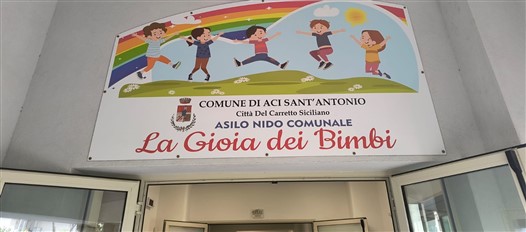 COMUNE DI ACI SANT'ANTONIO
Città Del Carretto Siciliano
ASILO NIDO COMUNALE
La Gioia dei Bimbi